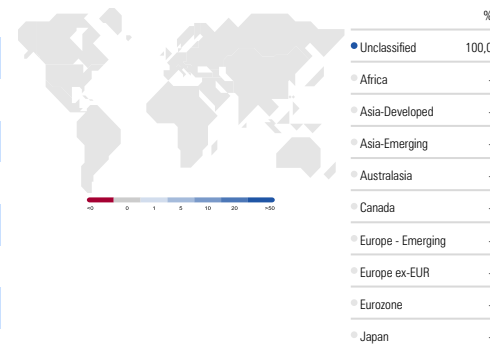 %
Unclassified 100,0
Africa -
Asia-Developed -
Asia-Emerging -
Australasia -
Canada -
Europe - Emerging -
Europe ex-EUR -
Eurozone -
Japan -
<0 0 1 5 10 20 >50